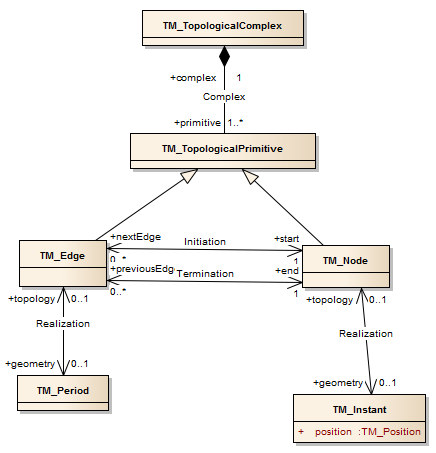 TM_TopologicalComplex
+complex 1
Complex
+primitive 1..*
TM_TopologicalPrimitive
+nextEdge +start
TM_Edge Initiation
0..* 1
TM_Node
+previousEdge +end
Termination
0..* 1
+topology 0..1
+topology 0..1
Realization
Realization
+geometry 0..1
+geometry 0..1
TM_Period
TM_Instant
+ position :TM_Position